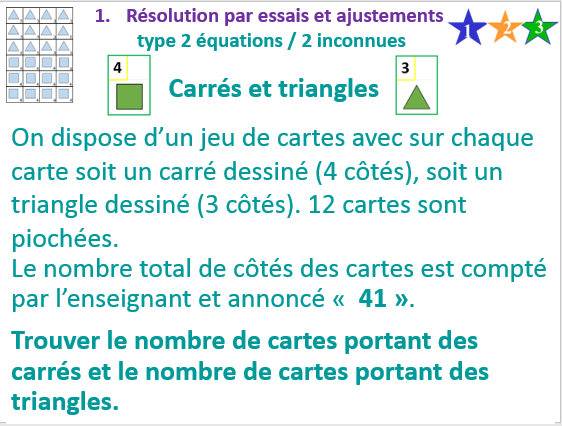 1. Résolution par essais et ajustements
type 2 équations / 2 inconnues
1 2 3
4
Carrés et triangles
3
On dispose d’un jeu de cartes avec sur chaque
carte soit un carré dessiné (4 côtés), soit un
triangle dessiné (3 côtés). 12 cartes sont
piochées.
Le nombre total de côtés des cartes est compté
par l’enseignant et annoncé « 41 ».
Trouver le nombre de cartes portant des
carrés et le nombre de cartes portant des
triangles.